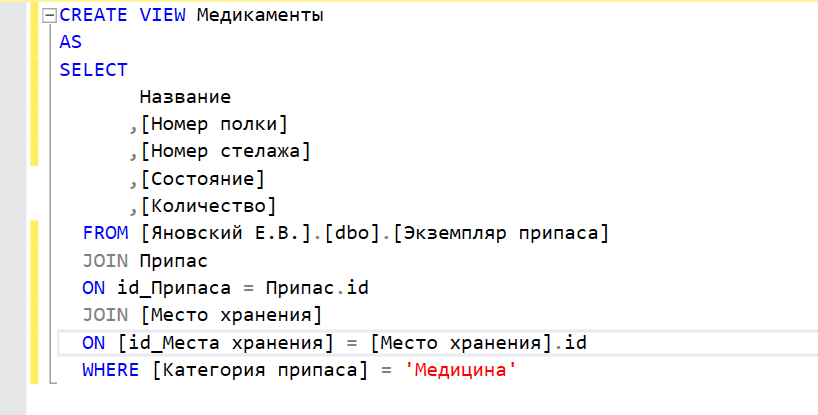 CREATE VIEW Медикаменты
AS
SELECT
Название
,[Номер полки]
,[Номер стелажа]
,[Состояние]
,[Количество]
FROM [Яновский Е.В.].[dbo].[Экземпляр припаса]
JOIN Припас
ON id_Припаса = Припас.id
JOIN [Место хранения]
ON [id_Места хранения] = [Место хранения].id
WHERE [Категория припаса] = 'Медицина'